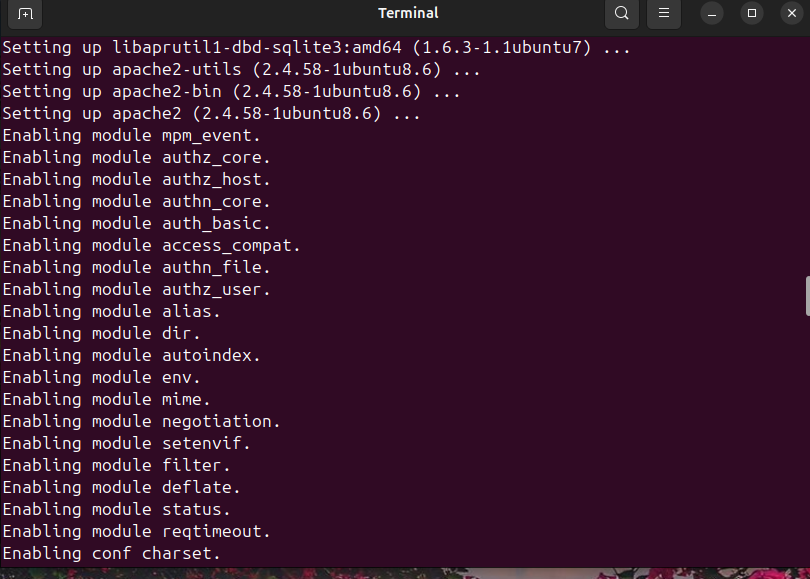 Terminal
Setting up libaprutil1-dbd-sqlite3:amd64 (1.6.3-1.1ubuntu7) ...
Setting up apache2-utils (2.4.58-1ubuntu8.6) ...
Setting up apache2-bin (2.4.58-1ubuntu8.6) ...
Setting up apache2 (2.4.58-1ubuntu8.6) ...
Enabling module mpm_event.
Enabling module authz_core.
Enabling module authz_host.
Enabling module authn_core.
Enabling module auth_basic.
Enabling module access_compat.
Enabling module authn_file.
Enabling module authz_user.
Enabling module alias.
Enabling module dir.
Enabling module autoindex.
Enabling module env.
Enabling module mime.
Enabling module negotiation.
Enabling module setenvif.
Enabling module filter.
Enabling module deflate.
Enabling module status.
Enabling module reqtimeout.
Enabling conf charset.